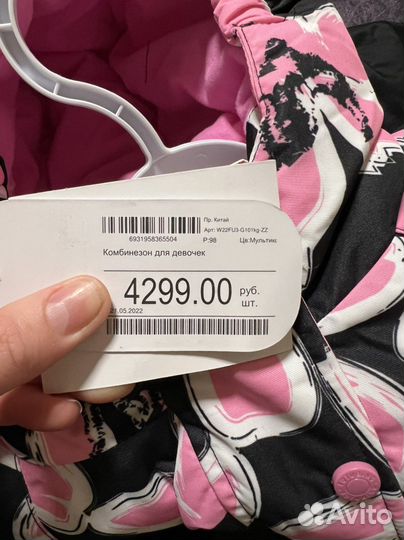 Пр. Китай
Арт: W22FU3-G101kg-ZZ
6931958365504 Р:98 Цв:Мультик
Комбинезон для девочек
4299.00 руб. шт.
21.05.2022
Avito